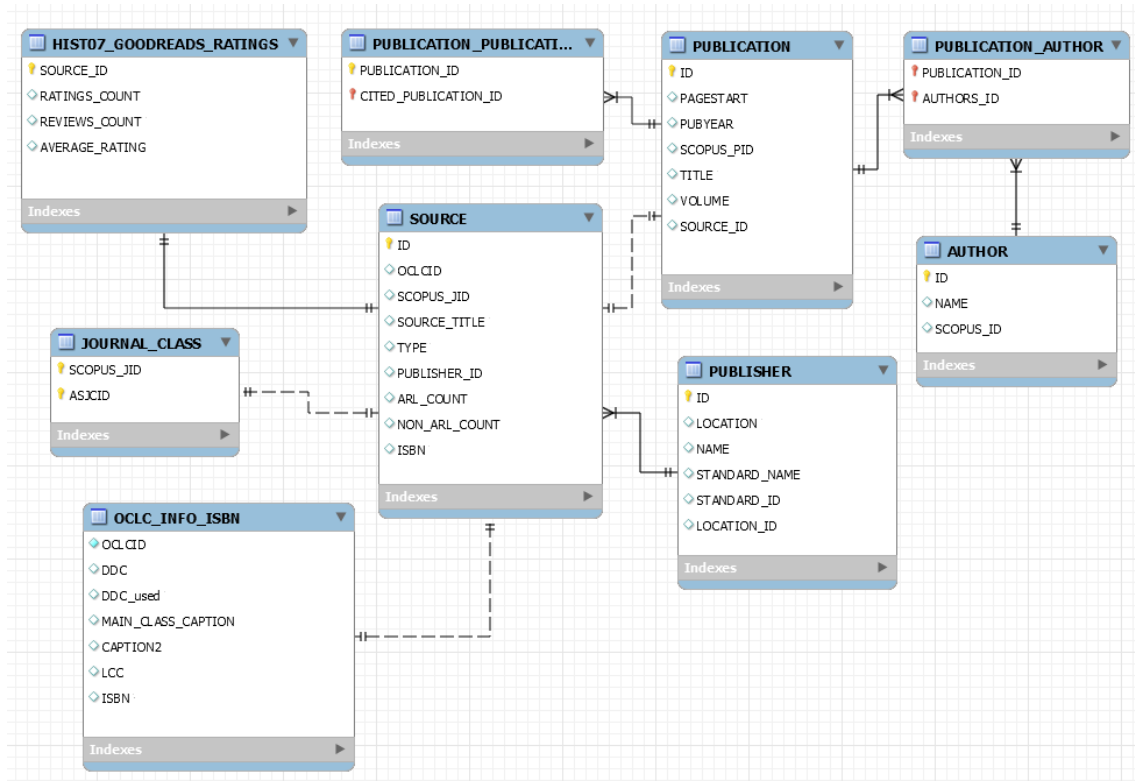 HIST07_GOODREADS_RATINGS
SOURCE_ID
RATINGS_COUNT
REVIEWS_COUNT
AVERAGE_RATING
Indexes
PUBLICATION_PUBLICATI...
PUBLICATION_ID
CITED_PUBLICATION_ID
Indexes
PUBLICATION
ID
PAGESTART
PUBYEAR
SCOPUS_PID
TITLE
VOLUME
SOURCE_ID
Indexes
PUBLICATION_AUTHOR
PUBLICATION_ID
AUTHORS_ID
Indexes
SOURCE
ID
OCLCID
SCOPUS_JID
SOURCE_TITLE
TYPE
PUBLISHER_ID
ARL_COUNT
NON_ARL_COUNT
ISBN
Indexes
AUTHOR
ID
NAME
SCOPUS_ID
Indexes
JOURNAL_CLASS
SCOPUS_JID
ASJCID
Indexes
PUBLISHER
ID
LOCATION
NAME
STANDARD_NAME
STANDARD_ID
LOCATION_ID
Indexes
OCLC_INFO_ISBN
OCLCID
DDC
DDC_used
MAIN_CLASS_CAPTION
CAPTION2
LCC
ISBN
Indexes